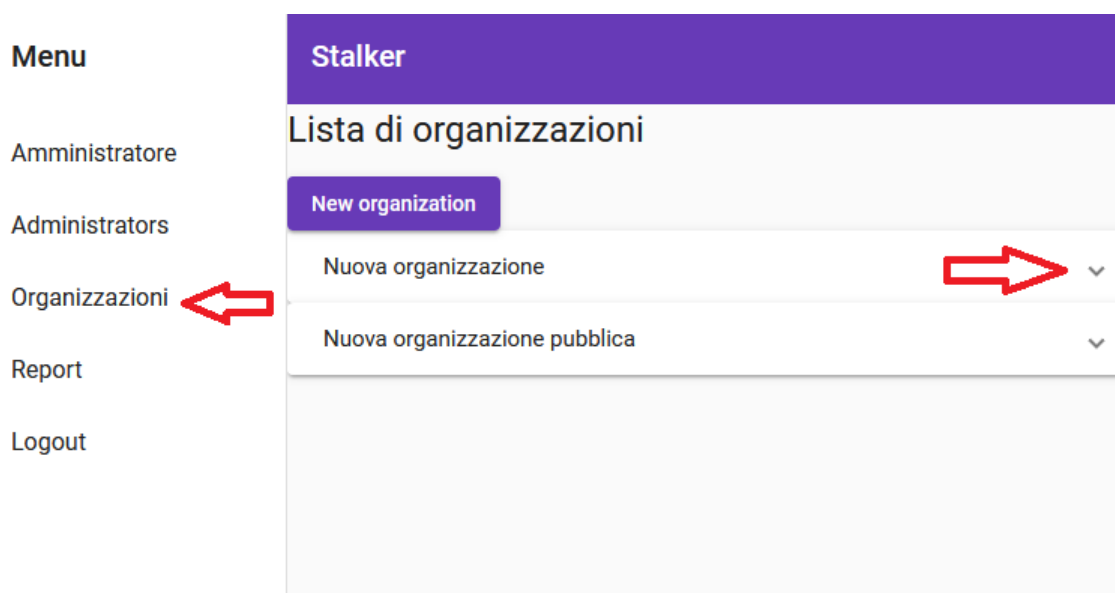 Menu
Amministratore
Administrators
Organizzazioni
Report
Logout
Stalker
Lista di organizzazioni
New organization
Nuova organizzazione
Nuova organizzazione pubblica